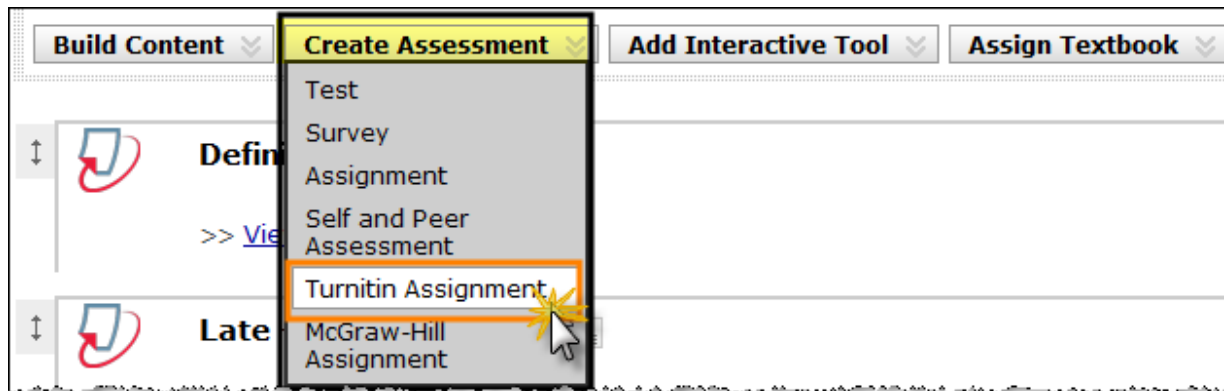 Build Content Create Assessment Add Interactive Tool Assign Textbook
Test
Survey
Assignment
Self and Peer
Assessment
Turnitin Assignment
McGraw-Hill
Assignment
>>
Late